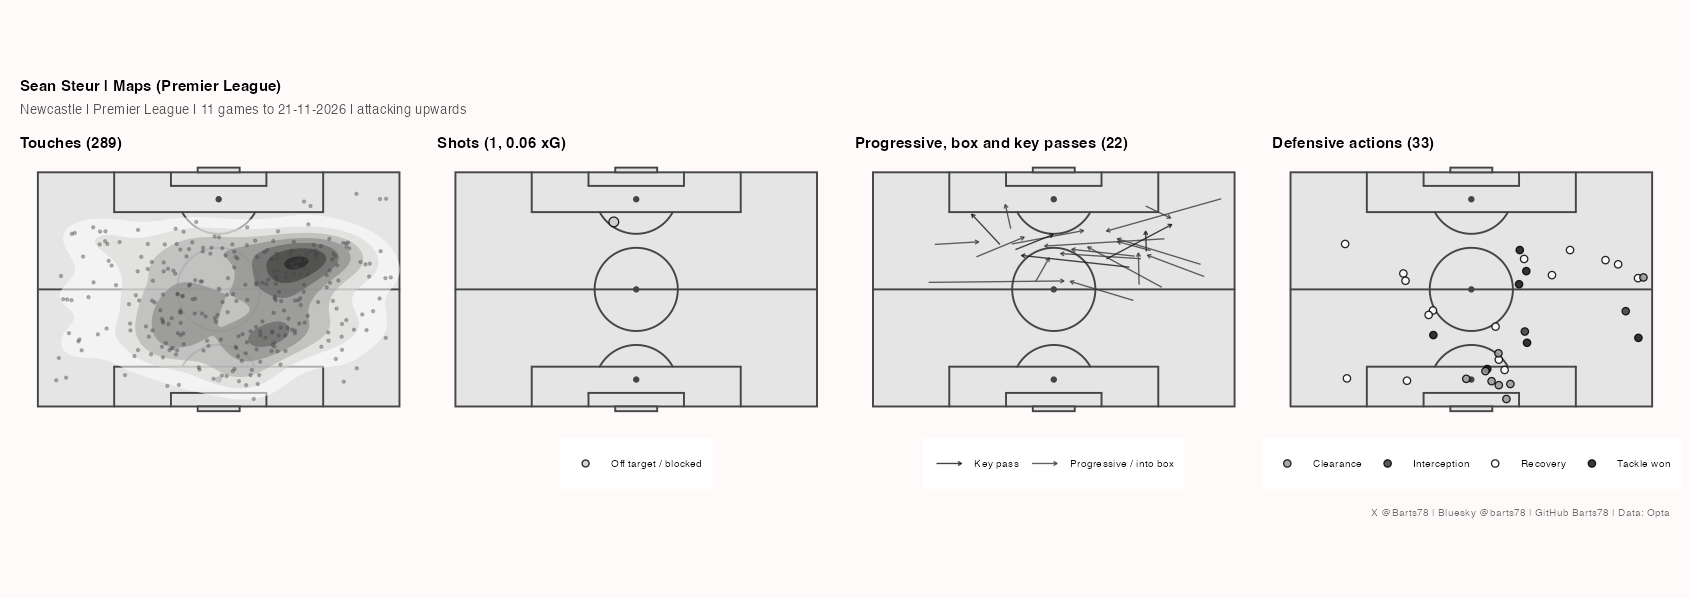 Sean Steur | Maps (Premier League)
Newcastle | Premier League | 11 games to 21-11-2026 | attacking upwards
Touches (289)
Shots (1, 0.06 xG)
Progressive, box and key passes (22)
Defensive actions (33)
Off target / blocked
Key pass
Progressive / into box
Clearance
Interception
Recovery
Tackle won
X @Barts78 | Bluesky @barts78 | GitHub Barts78 | Data: Opta